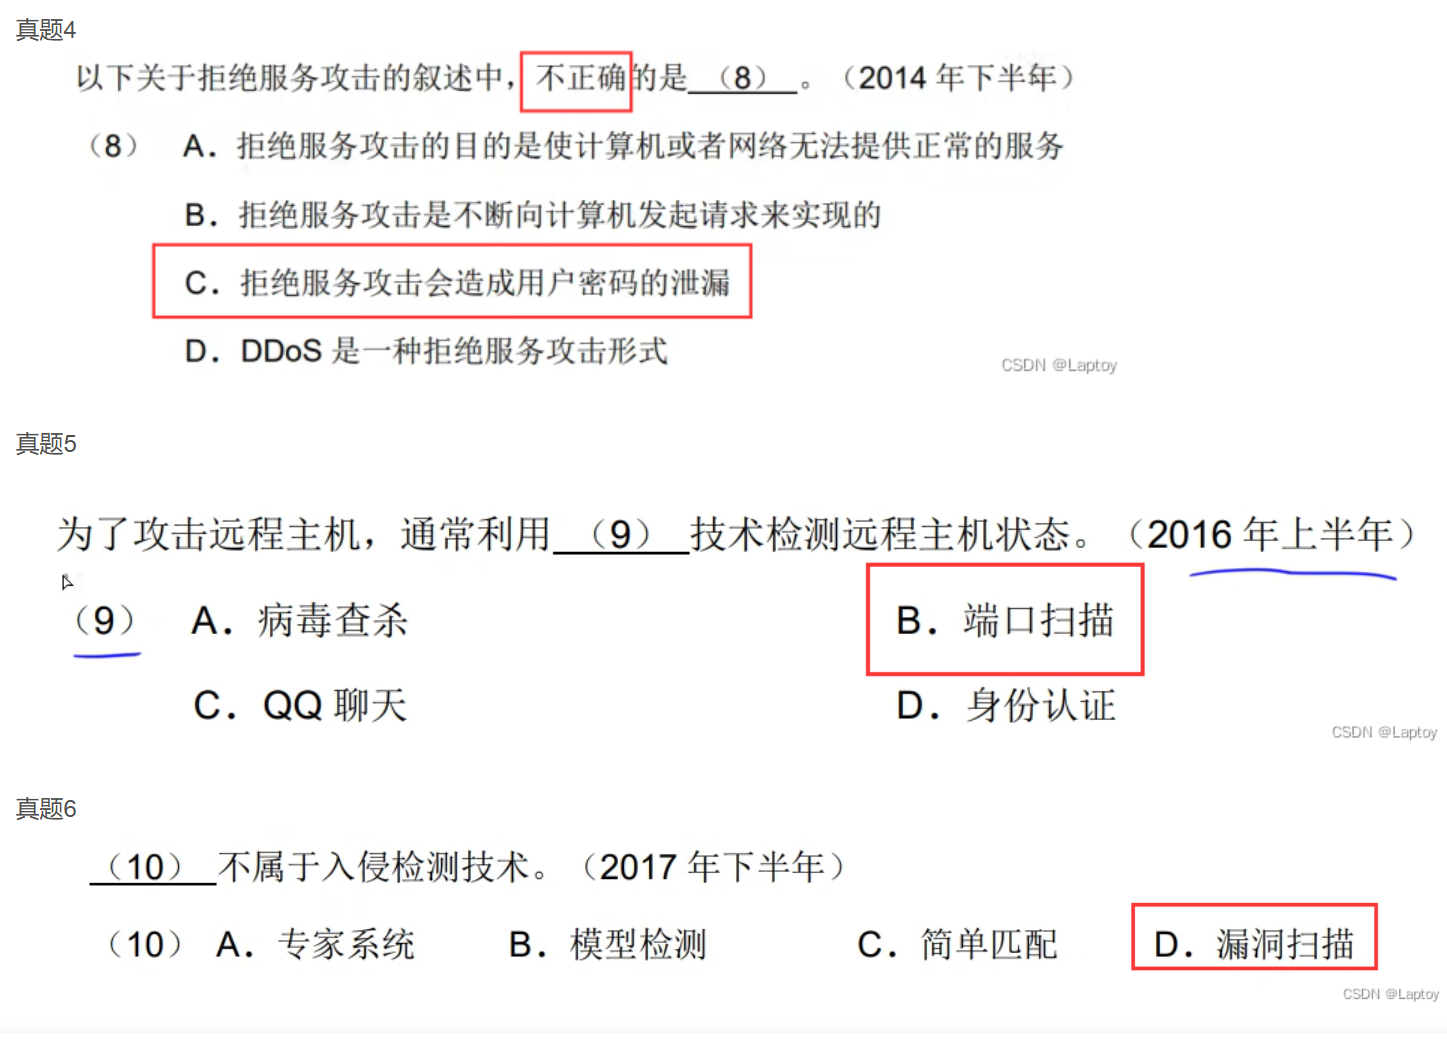 真题4
以下关于拒绝服务攻击的叙述中，不正确的是（8）。（2014 年下半年）
（8） A．拒绝服务攻击的目的是使计算机或者网络无法提供正常的服务
B．拒绝服务攻击是不断向计算机发起请求来实现的
C．拒绝服务攻击会造成用户密码的泄漏
D．DDoS 是一种拒绝服务攻击形式
CSDN @Laptoy
真题5
为了攻击远程主机，通常利用（9）技术检测远程主机状态。（2016 年上半年）
（9） A．病毒查杀 B．端口扫描
C．QQ 聊天 D．身份认证
CSDN @Laptoy
真题6
（10）不属于入侵检测技术。（2017 年下半年）
（10） A．专家系统 B．模型检测 C．简单匹配 D．漏洞扫描
CSDN @Laptoy